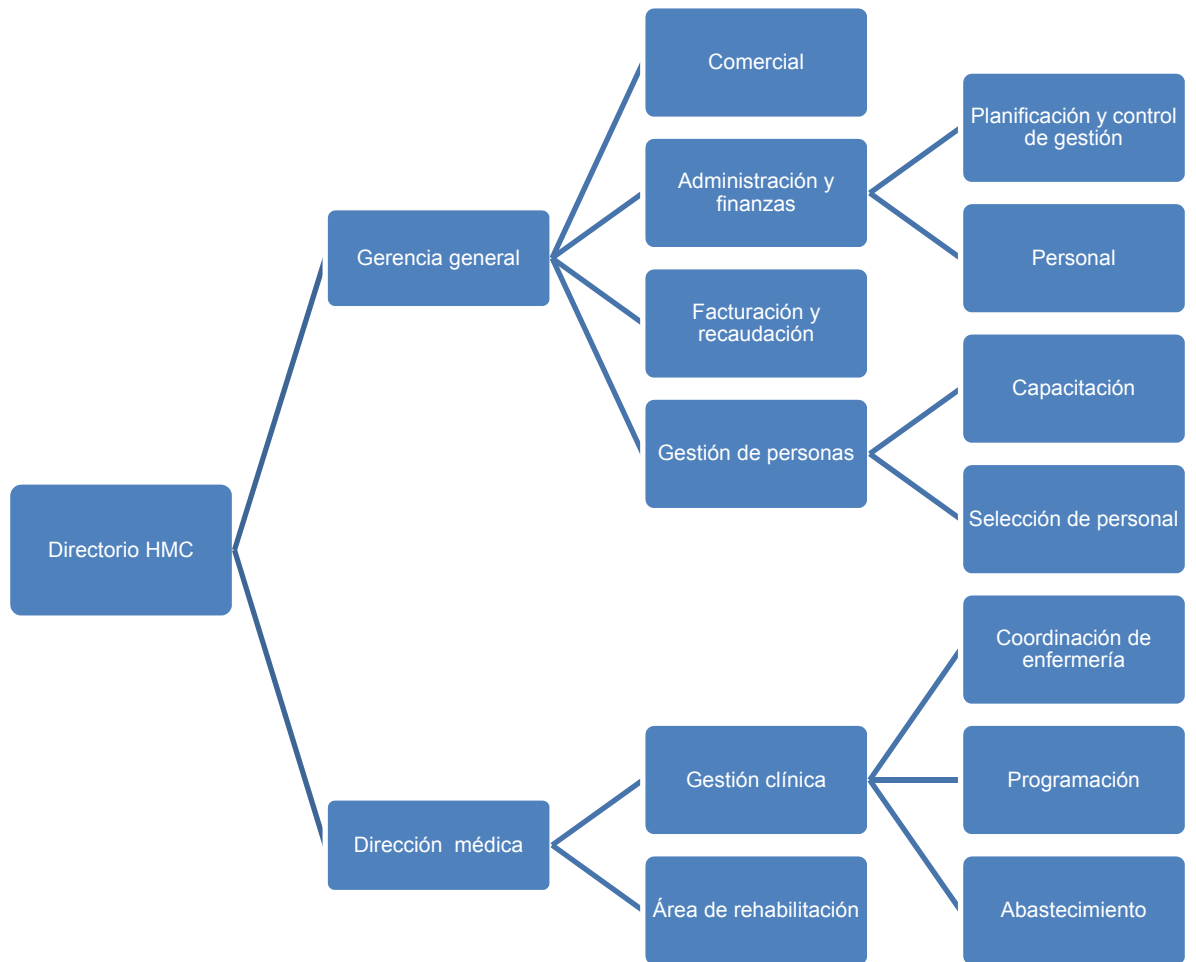 Comercial
Planificación y control
de gestión
Administración y
finanzas
Personal
Gerencia general
Facturación y
recaudación
Capacitación
Gestión de personas
Selección de personal
Directorio HMC
Coordinación de
enfermería
Gestión clínica
Programación
Dirección médica
Área de rehabilitación
Abastecimiento